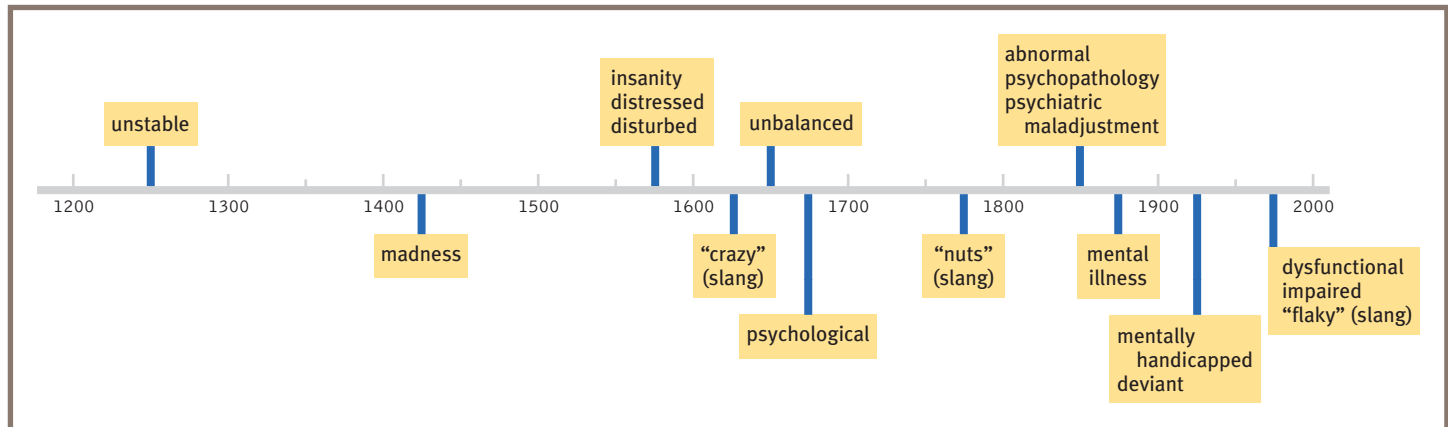 abnormal
psychopathology
psychiatric
maladjustment
insanity
distressed
disturbed
unstable
unbalanced
1200 1300 1400 1500 1600 1700 1800 1900 2000
madness
“crazy”
(slang)
“nuts”
(slang)
mental
illness
dysfunctional
impaired
“flaky” (slang)
psychological
mentally
handicapped
deviant